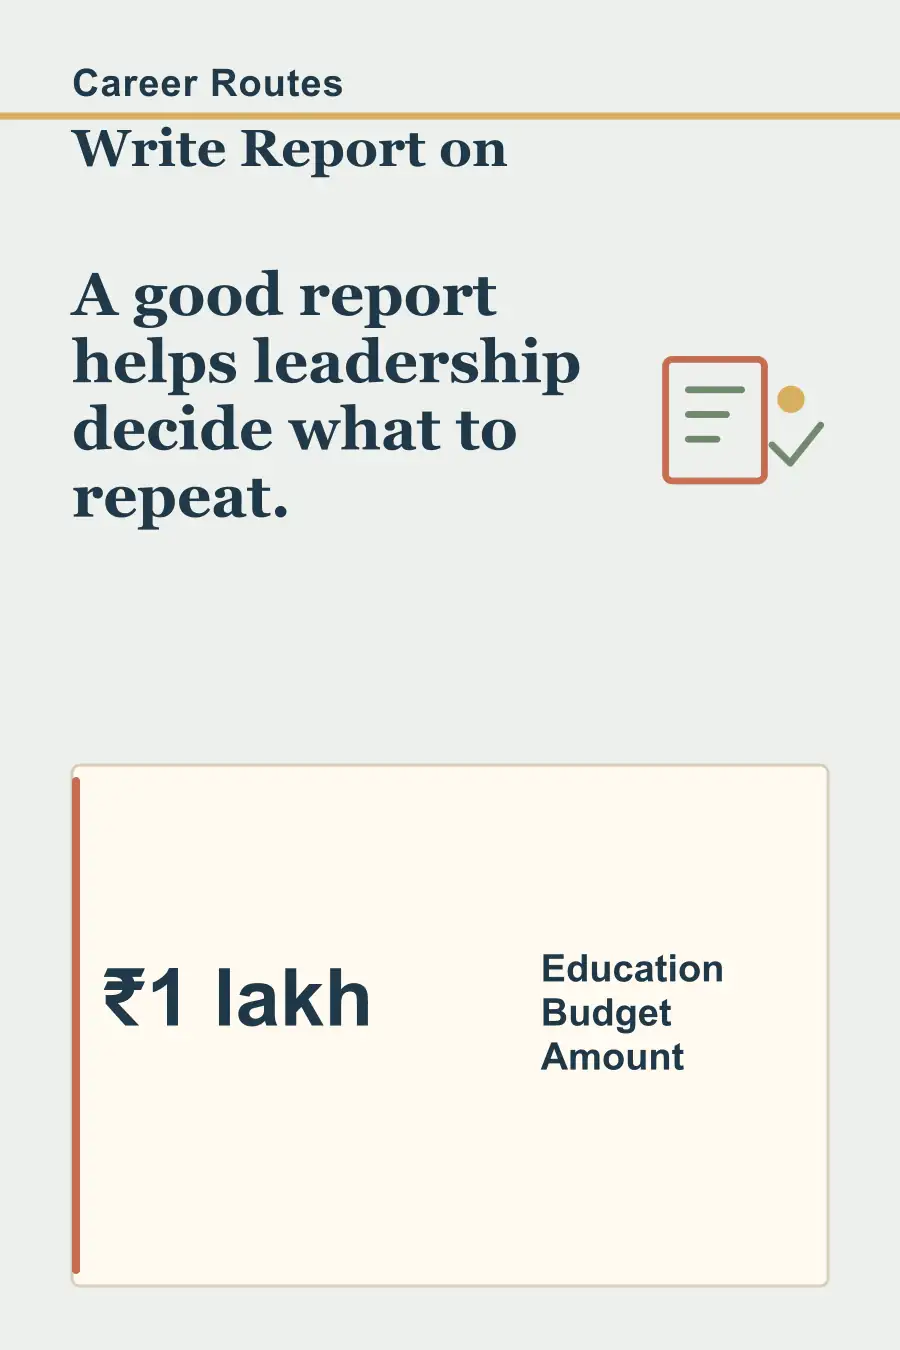 Career Routes
Write Report on
A good report
helps leadership
decide what to
repeat.
₹1 lakh
Education
Budget
Amount